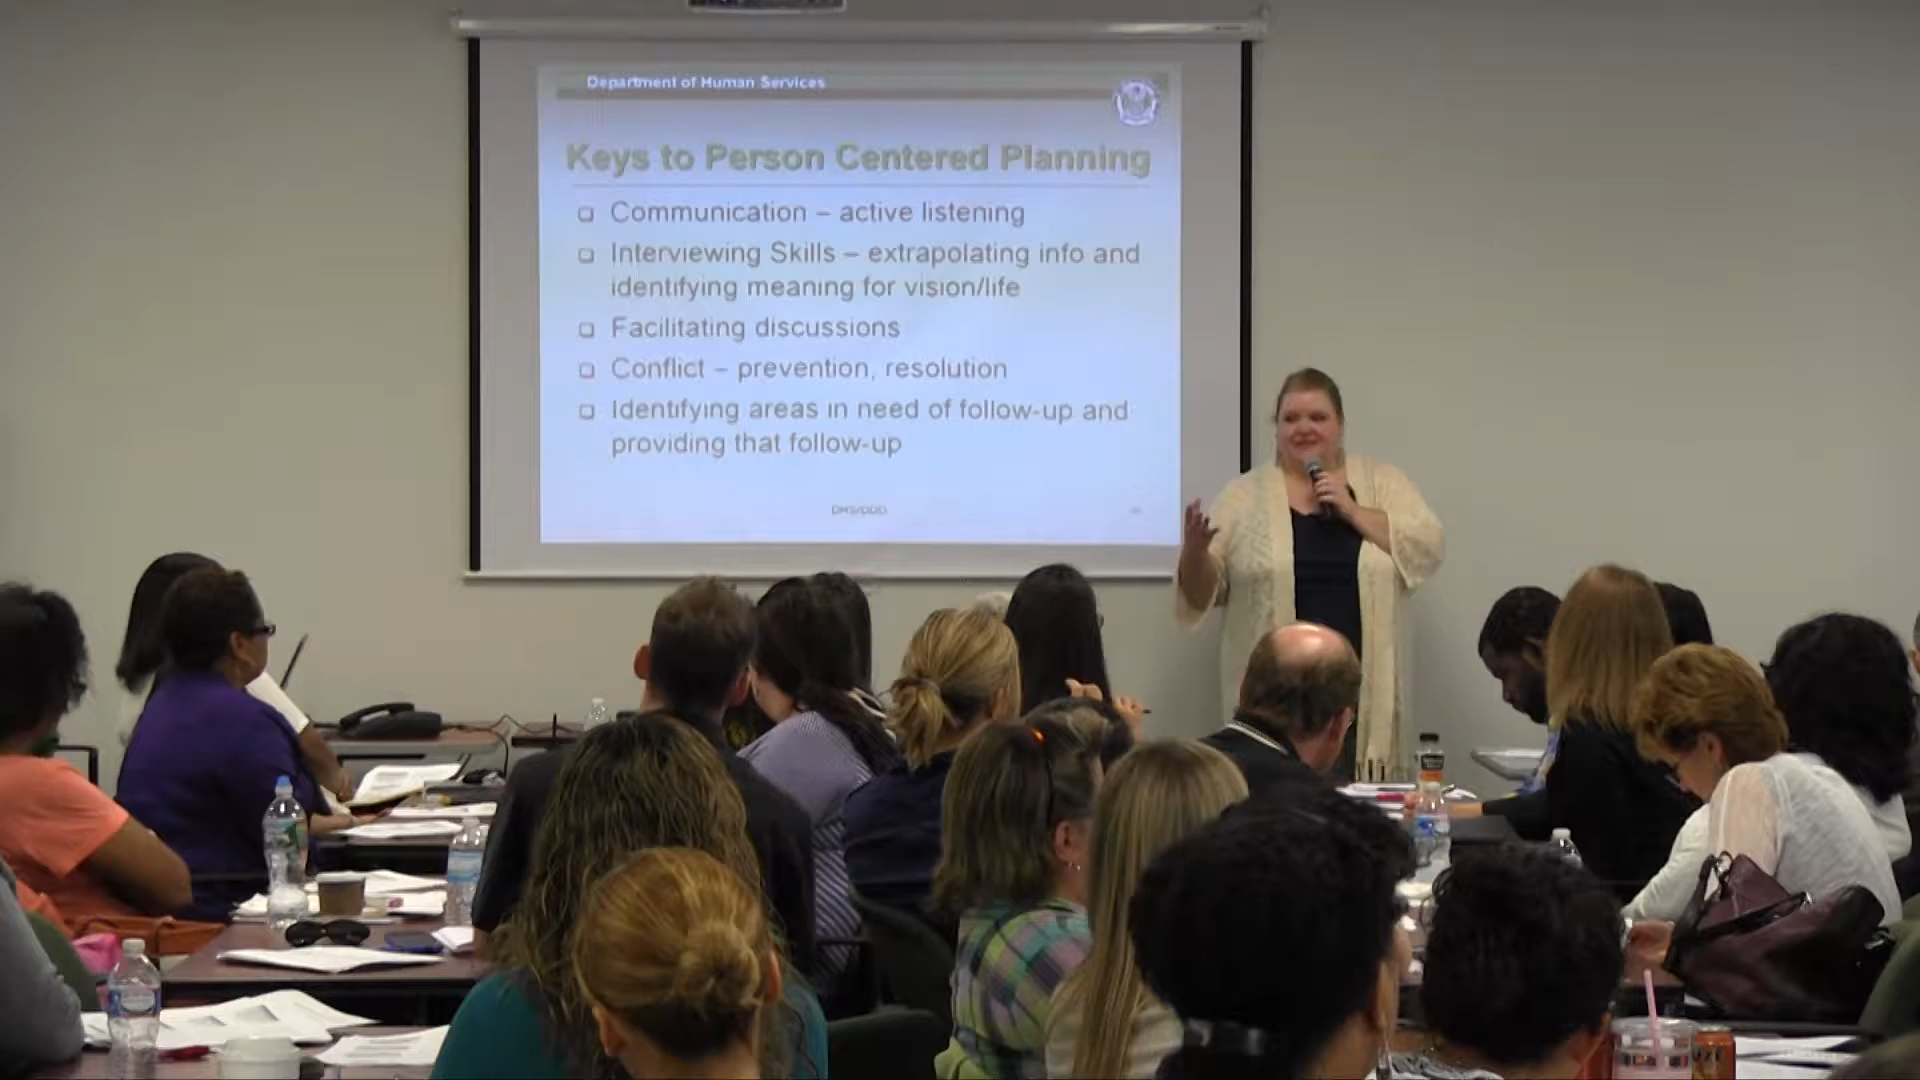 Department of Human Services
Keys to Person Centered Planning
Communication – active listening
Interviewing Skills – extrapolating info and
identifying meaning for vision/life
Facilitating discussions
Conflict – prevention, resolution
Identifying areas in need of follow-up and
providing that follow-up